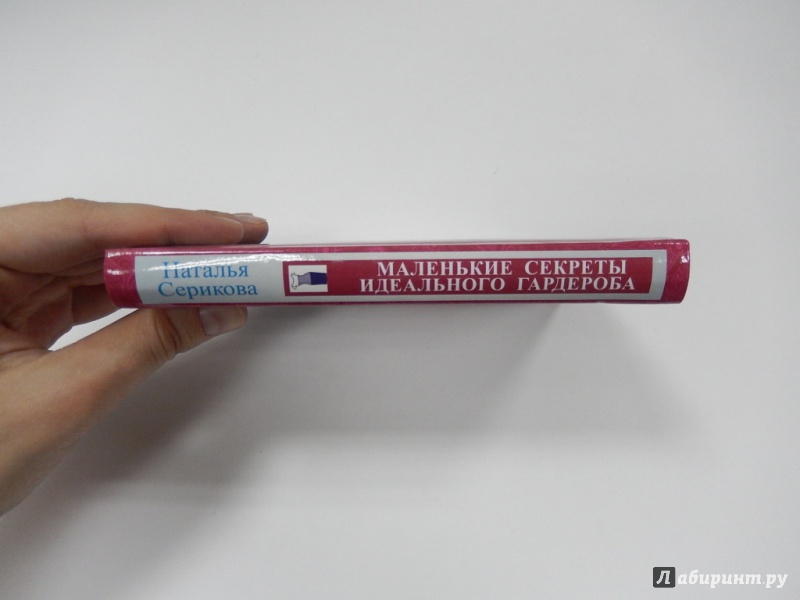 Наталья
Серикова
МАЛЕНЬКИЕ СЕКРЕТЫ
ИДЕАЛЬНОГО ГАРДЕРОБА
Лабиринт.ру